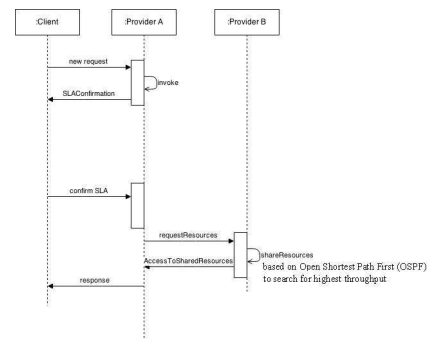 :Client
:Provider A
:Provider B
new request
invoke
SLAConfirmation
confirm SLA
requestResources
shareResources
AccessToSharedResources
based on Open Shortest Path First (OSPF)
to search for highest throughput
response